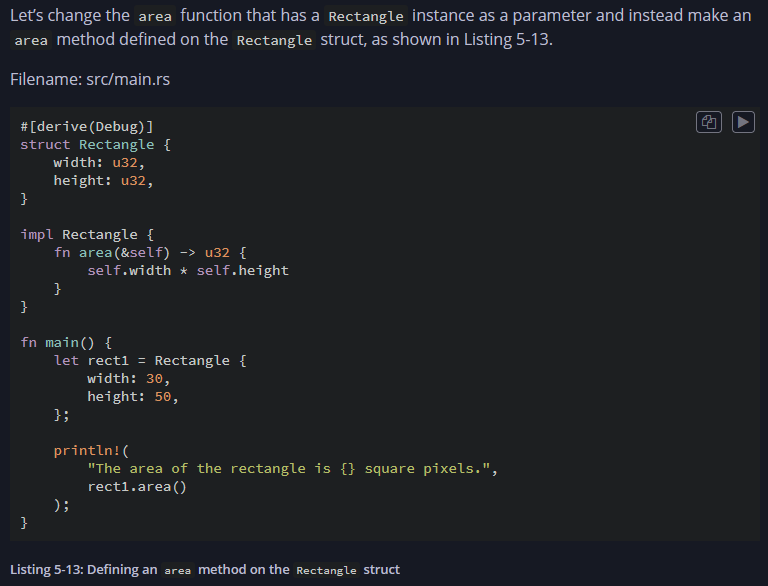 Let’s change the area function that has a Rectangle instance as a parameter and instead make an
area method defined on the Rectangle struct, as shown in Listing 5-13.
Filename: src/main.rs
#[derive(Debug)]
struct Rectangle {
    width: u32,
    height: u32,
}
impl Rectangle {
    fn area(&self) -> u32 {
        self.width * self.height
    }
}
fn main() {
    let rect1 = Rectangle {
        width: 30,
        height: 50,
    };
    println!(
        "The area of the rectangle is {} square pixels.",
        rect1.area()
    );
}
Listing 5-13: Defining an area method on the Rectangle struct